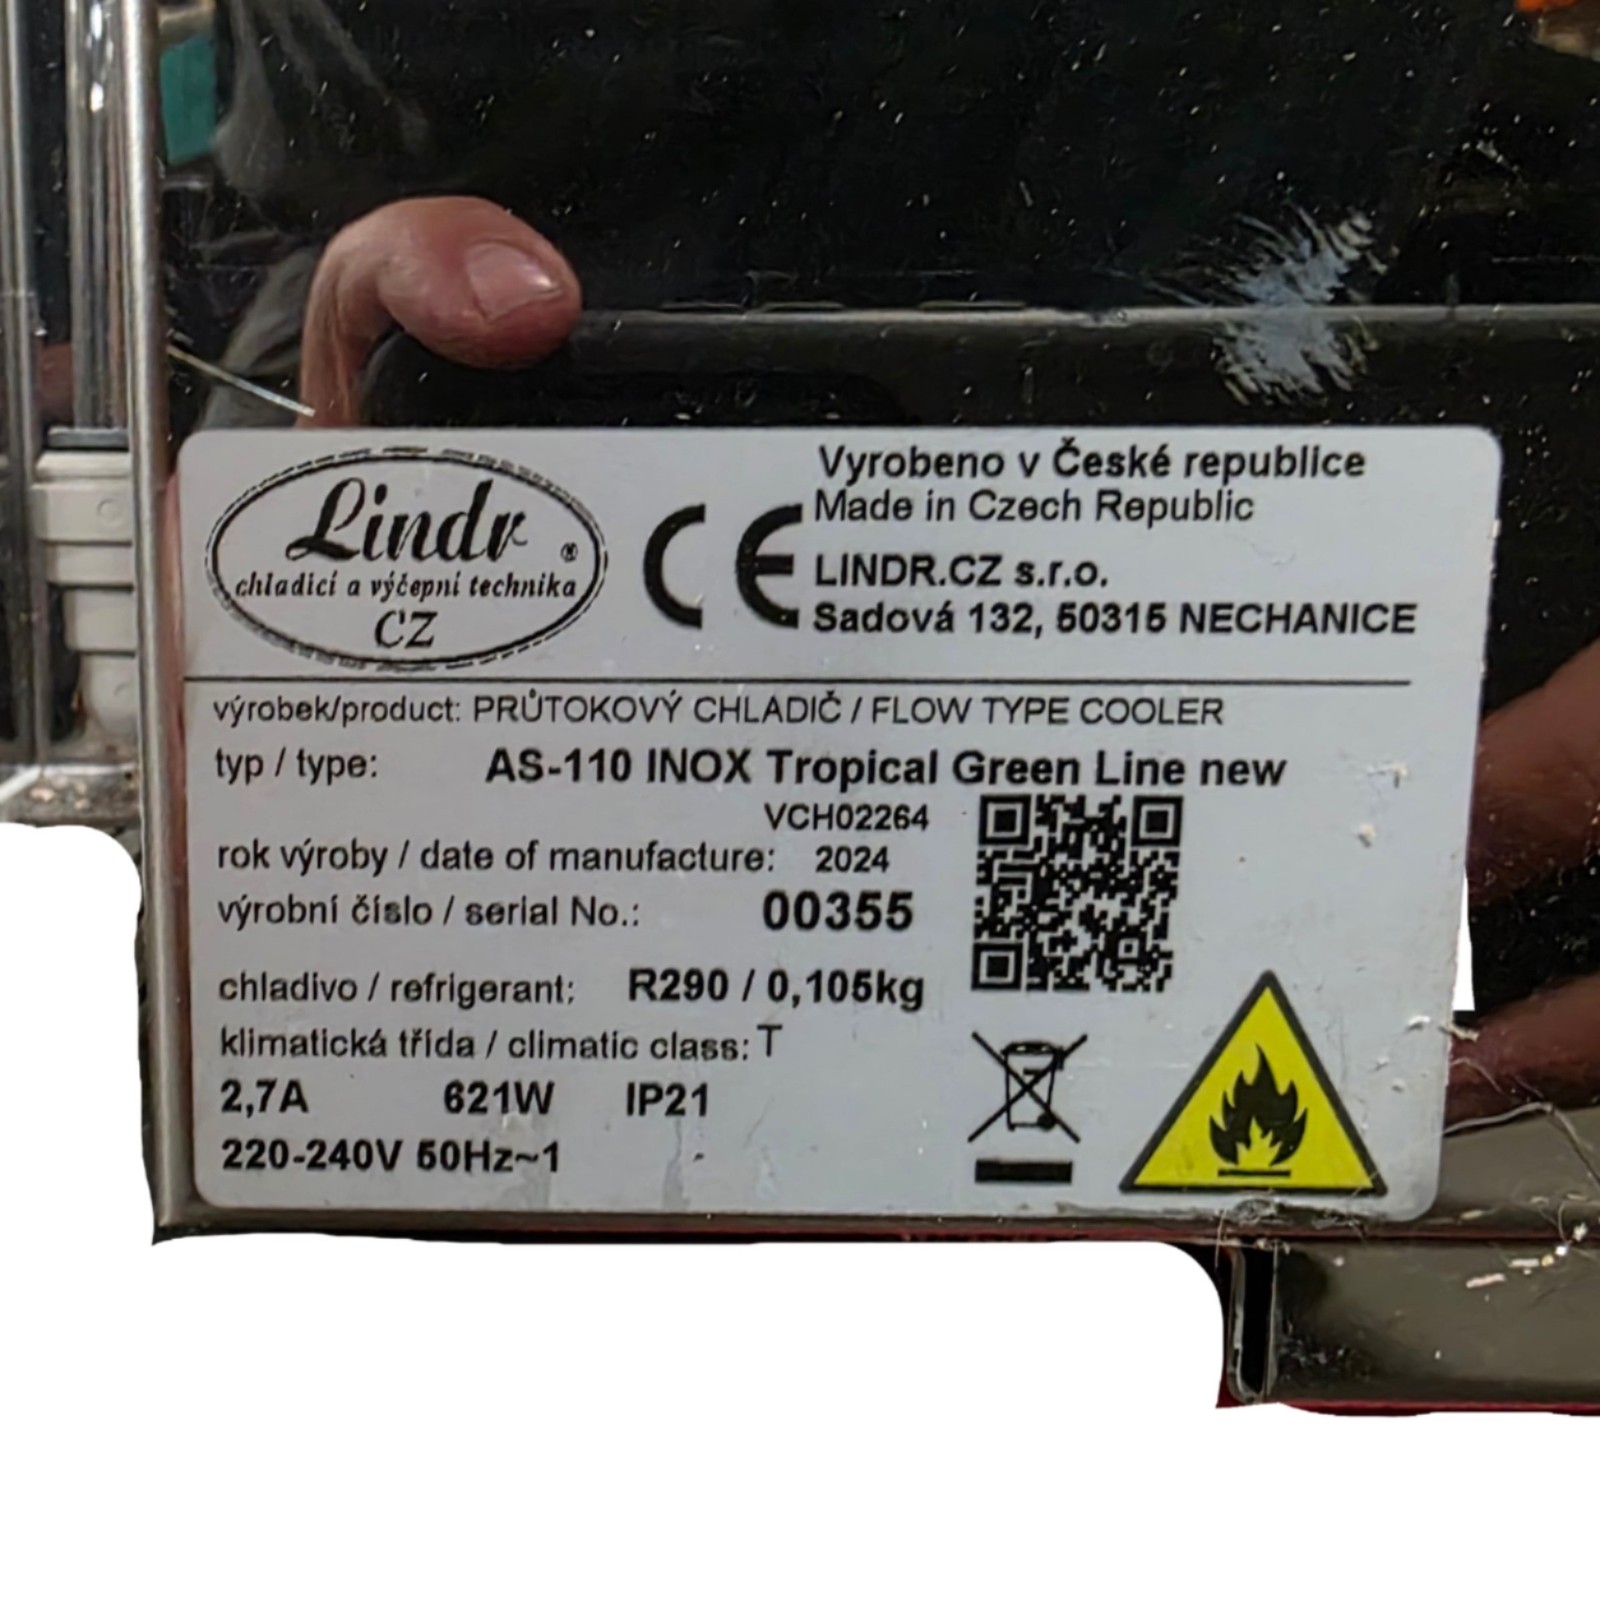 Lindr ®
chladicí a výčepní technika
CZ
CE
Vyrobeno v České republice
Made in Czech Republic
LINDR.CZ s.r.o.
Sadová 132, 50315 NECHANICE
výrobek/product: PRŮTOKOVÝ CHLADIČ / FLOW TYPE COOLER
typ / type: AS-110 INOX Tropical Green Line new
VCH02264
rok výroby / date of manufacture: 2024
výrobní číslo / serial No.: 00355
chladivo / refrigerant: R290 / 0,105kg
klimatická třída / climatic class: T
2,7A 621W IP21
220-240V 50Hz~1